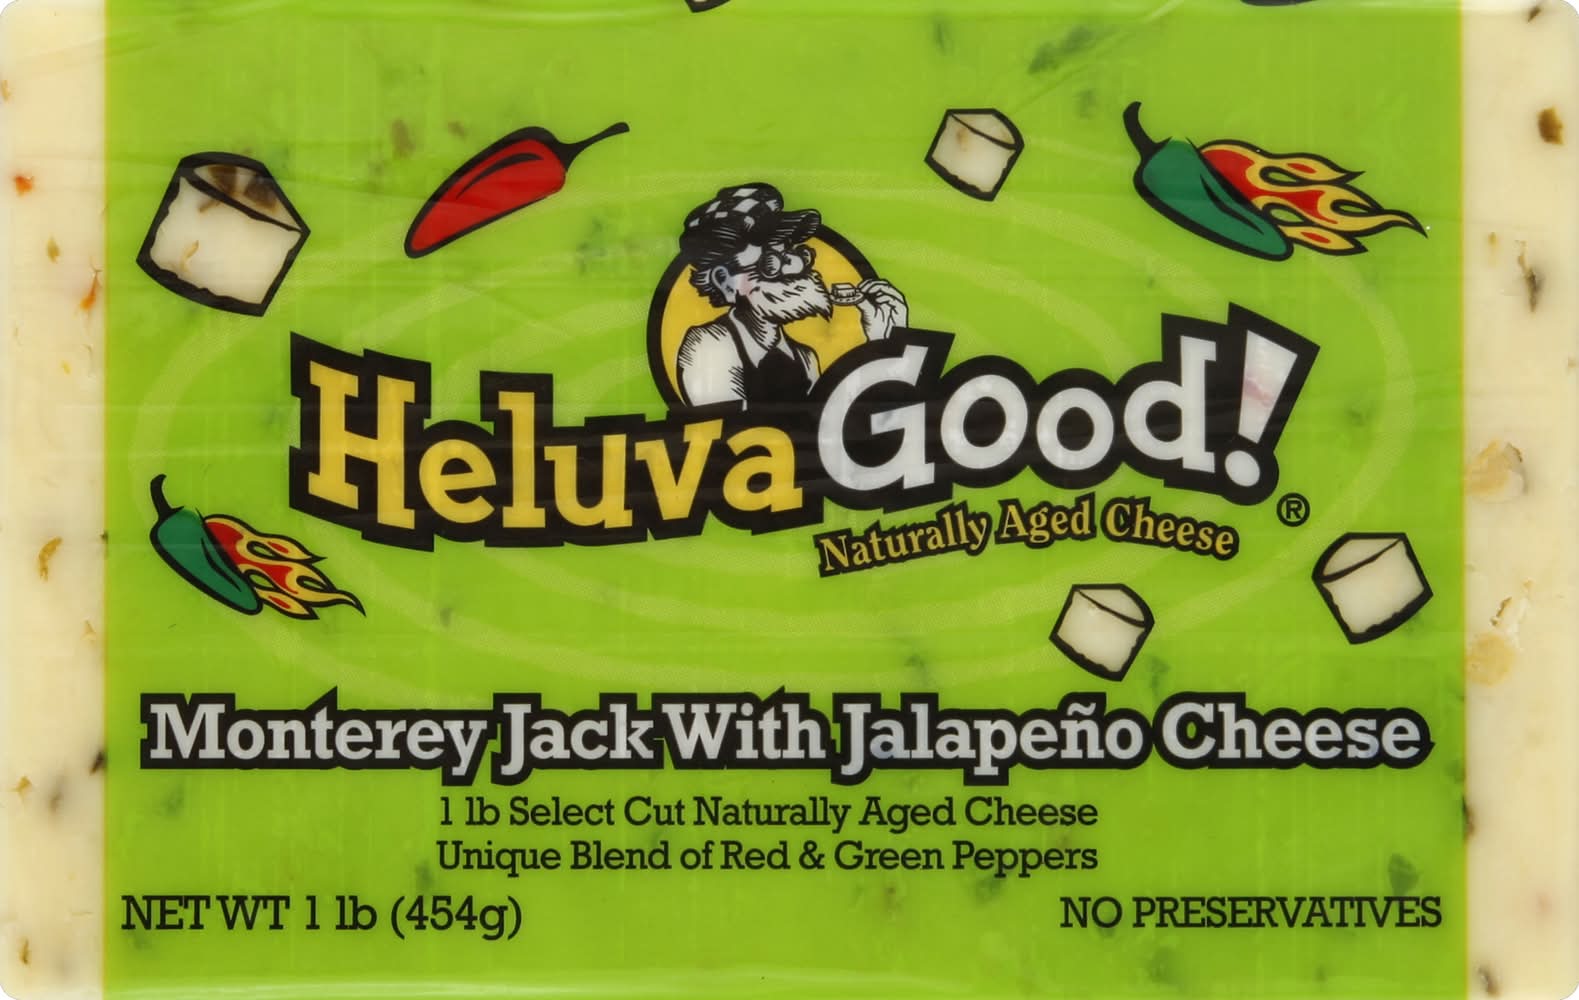 Heluva Good!
Naturally Aged Cheese ®
Monterey Jack With Jalapeño Cheese
1 lb Select Cut Naturally Aged Cheese
Unique Blend of Red & Green Peppers
NET WT 1 lb (454g)
NO PRESERVATIVES